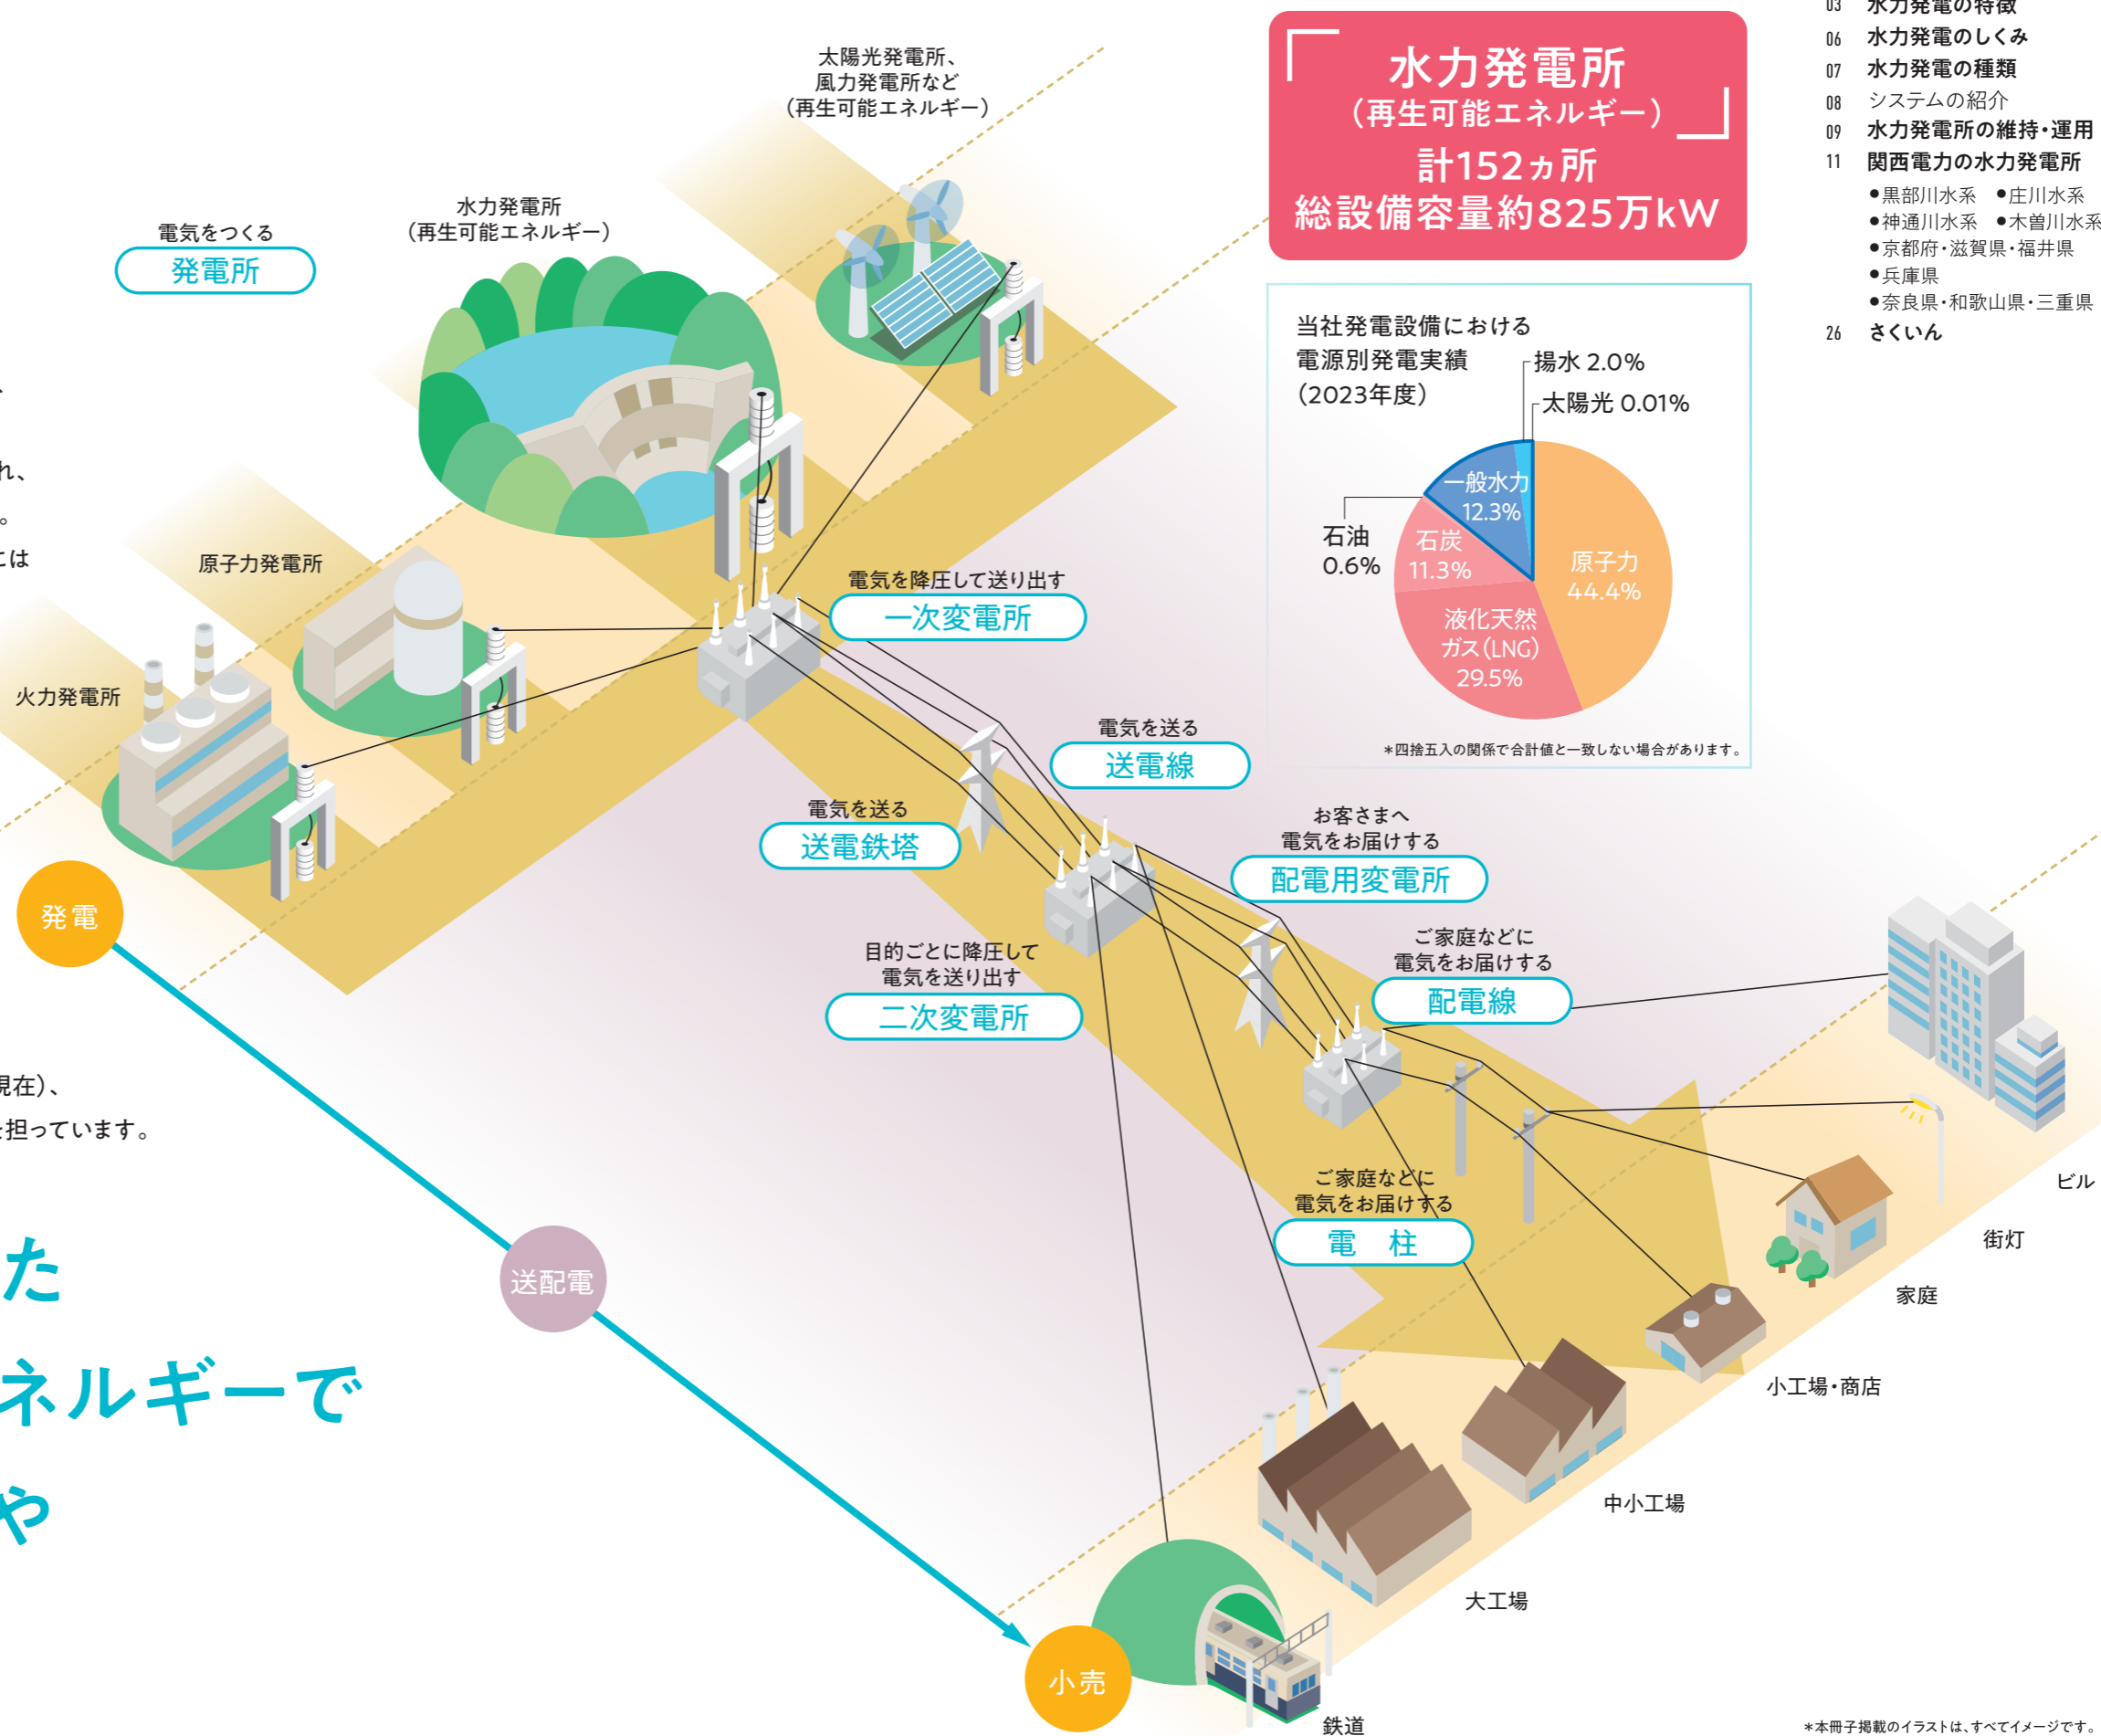 太陽光発電所、
風力発電所など
（再生可能エネルギー）
水力発電所
（再生可能エネルギー）
電気をつくる
発電所
原子力発電所
火力発電所
水力発電所
（再生可能エネルギー）
計152ヵ所
総設備容量約825万kW
当社発電設備における
電源別発電実績
（2023年度）
揚水 2.0%
太陽光 0.01%
一般水力
12.3%
石油
0.6%
石炭
11.3%
原子力
44.4%
液化天然
ガス（LNG）
29.5%
＊四捨五入の関係で合計値と一致しない場合があります。
03 水力発電の特徴
06 水力発電のしくみ
07 水力発電の種類
08 システムの紹介
09 水力発電所の維持・運用
11 関西電力の水力発電所
●黒部川水系 ●庄川水系
●神通川水系 ●木曽川水系
●京都府・滋賀県・福井県
●兵庫県
●奈良県・和歌山県・三重県
26 さくいん
、
れ、
。
には
電気を降圧して送り出す
一次変電所
電気を送る
送電線
電気を送る
送電鉄塔
お客さまへ
電気をお届けする
配電用変電所
目的ごとに降圧して
電気を送り出す
二次変電所
ご家庭などに
電気をお届けする
配電線
ご家庭などに
電気をお届けする
電 柱
発電
送配電
小売
現在）、
を担っています。
た
ネルギーで
や
ビル
街灯
家庭
小工場・商店
中小工場
大工場
鉄道
＊本冊子掲載のイラストは、すべてイメージです。